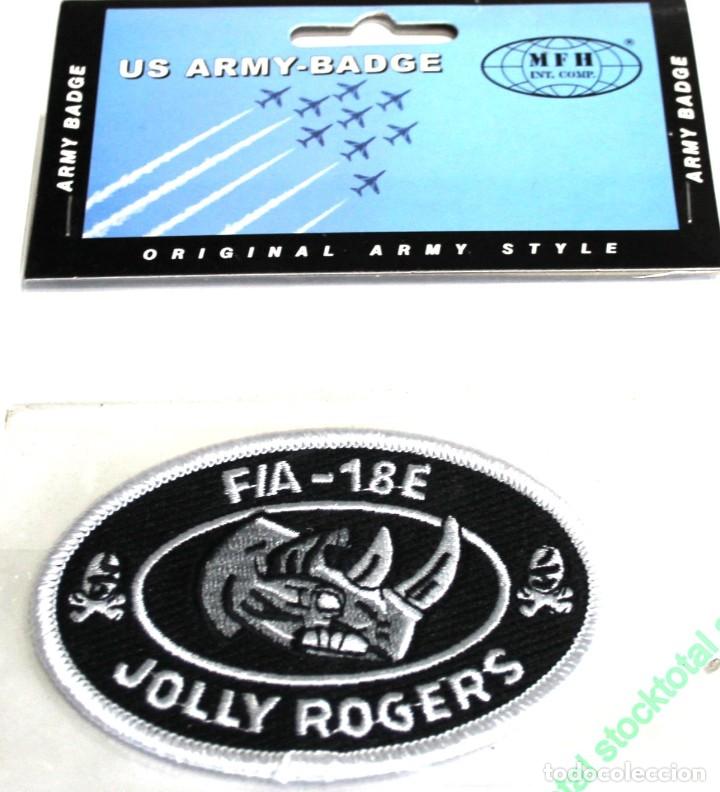 US ARMY-BADGE
MFH
INT. COMP.
®
ARMY BADGE
ARMY BADGE
ORIGINAL ARMY STYLE
F/A-18E
JOLLY ROGERS
stocktotal
todocoleccion